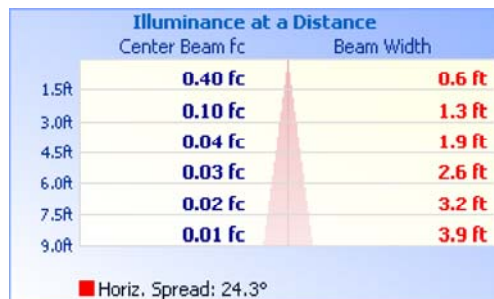 Illuminance at a Distance
Center Beam fc Beam Width
1.5ft 0.40 fc 0.6 ft
3.0ft 0.10 fc 1.3 ft
4.5ft 0.04 fc 1.9 ft
6.0ft 0.03 fc 2.6 ft
7.5ft 0.02 fc 3.2 ft
9.0ft 0.01 fc 3.9 ft
Horiz. Spread: 24.3°